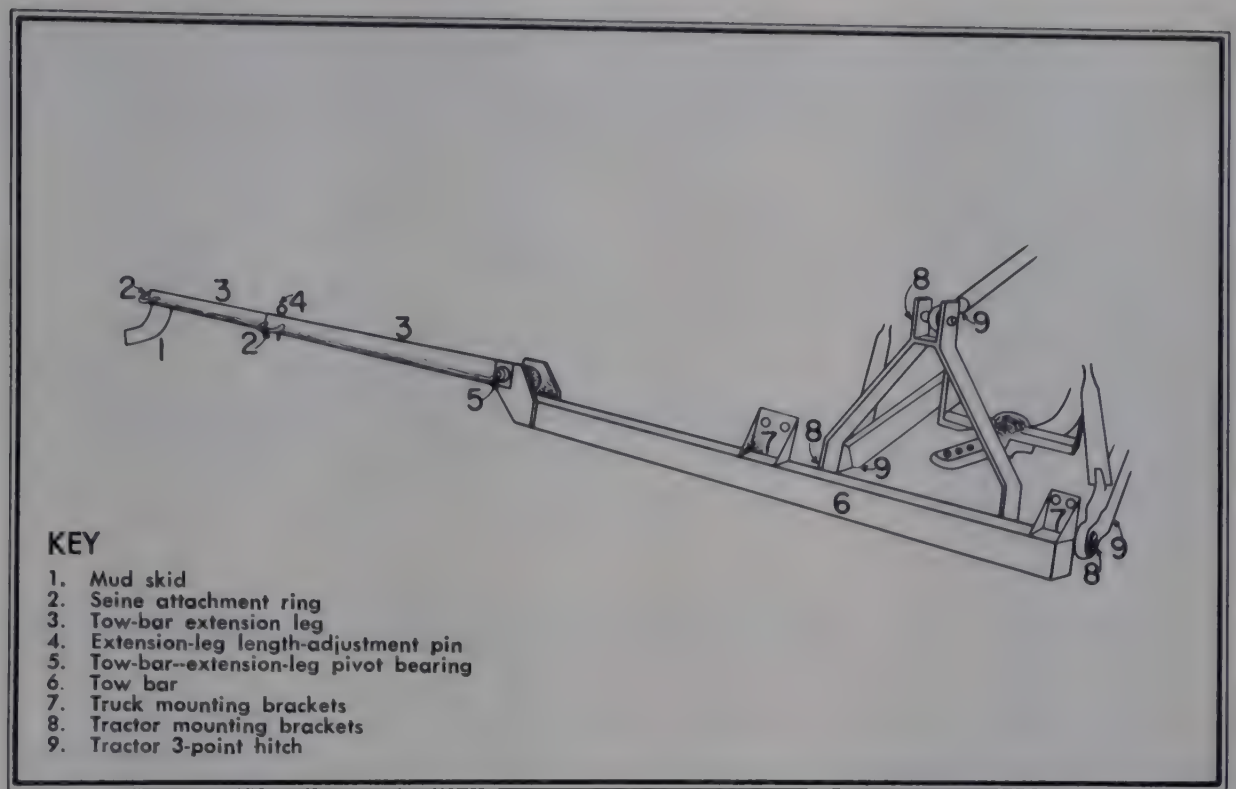 2
3
4
3
2
1
5
8
9
7
8
9
6
7
9
8
KEY
1. Mud skid
2. Seine attachment ring
3. Tow-bar extension leg
4. Extension-leg length-adjustment pin
5. Tow-bar--extension-leg pivot bearing
6. Tow bar
7. Truck mounting brackets
8. Tractor mounting brackets
9. Tractor 3-point hitch